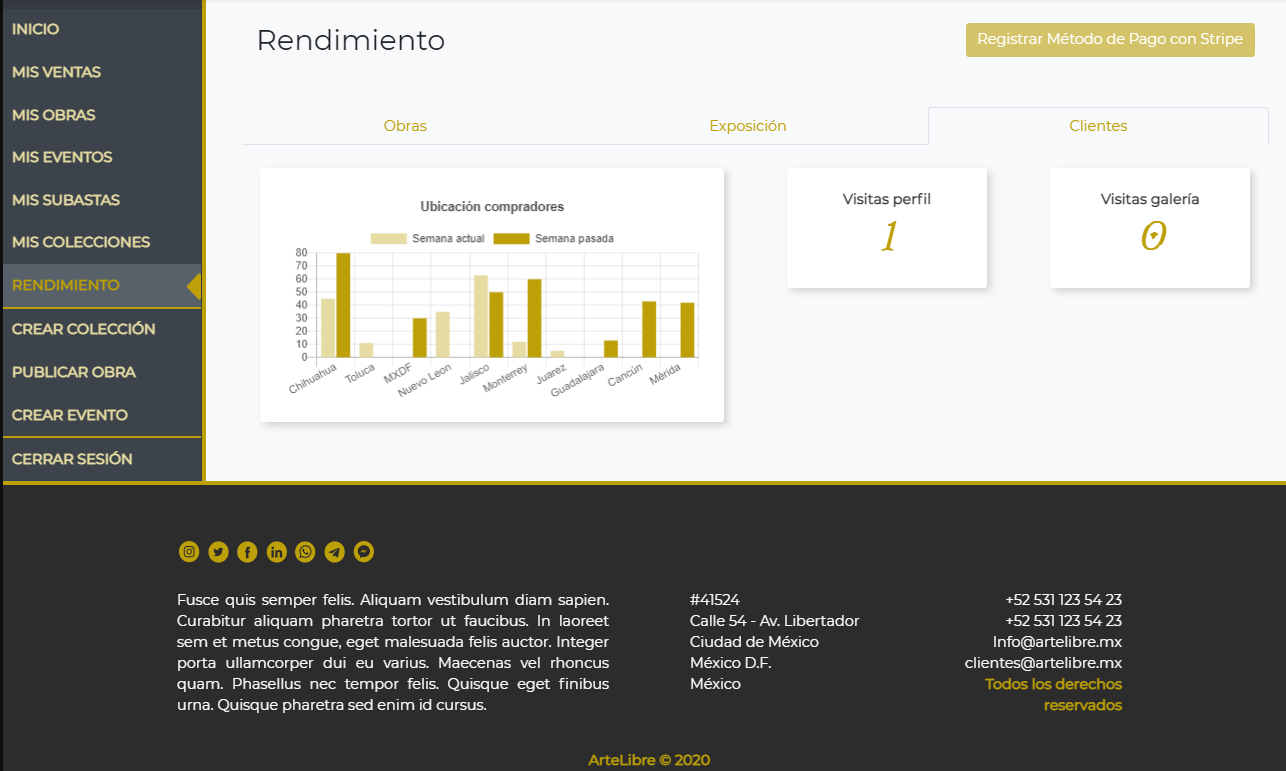 INICIO
MIS VENTAS
MIS OBRAS
MIS EVENTOS
MIS SUBASTAS
MIS COLECCIONES
RENDIMIENTO
CREAR COLECCIÓN
PUBLICAR OBRA
CREAR EVENTO
CERRAR SESIÓN
Rendimiento
Registrar Método de Pago con Stripe
Obras
Exposición
Clientes
Ubicación compradores
Semana actual
Semana pasada
80
70
60
50
40
30
20
10
0
Chihuahua
Toluca
MXDF
Nuevo Leon
Jalisco
Monterrey
Juarez
Guadalajara
Cancún
Mérida
Visitas perfil
1
Visitas galería
0
Fusce quis semper felis. Aliquam vestibulum diam sapien.
Curabitur aliquam pharetra tortor ut faucibus. In laoreet
sem et metus congue, eget malesuada felis auctor. Integer
porta ullamcorper dui eu varius. Maecenas vel rhoncus
quam. Phasellus nec tempor felis. Quisque eget finibus
urna. Quisque pharetra sed enim id cursus.
#41524
Calle 54 - Av. Libertador
Ciudad de México
México D.F.
México
+52 531 123 54 23
+52 531 123 54 23
Info@artelibre.mx
clientes@artelibre.mx
Todos los derechos
reservados
ArteLibre © 2020